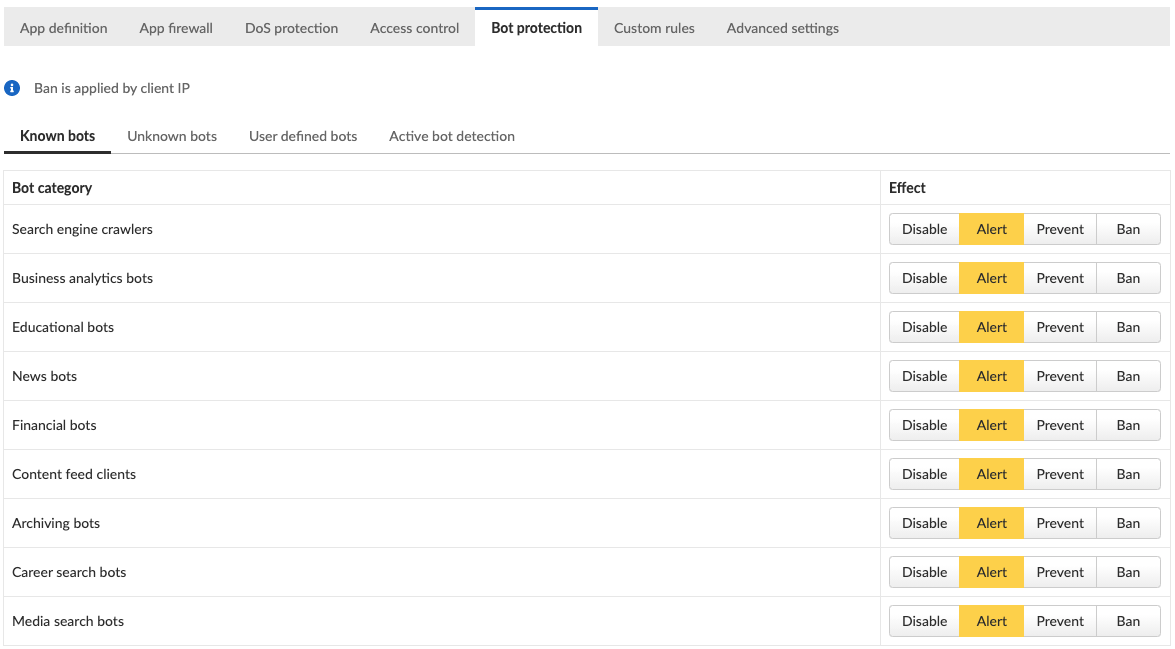 App definition App firewall DoS protection Access control Bot protection Custom rules Advanced settings
Ban is applied by client IP
Known bots Unknown bots User defined bots Active bot detection
Bot category Effect
Search engine crawlers Disable Alert Prevent Ban
Business analytics bots Disable Alert Prevent Ban
Educational bots Disable Alert Prevent Ban
News bots Disable Alert Prevent Ban
Financial bots Disable Alert Prevent Ban
Content feed clients Disable Alert Prevent Ban
Archiving bots Disable Alert Prevent Ban
Career search bots Disable Alert Prevent Ban
Media search bots Disable Alert Prevent Ban